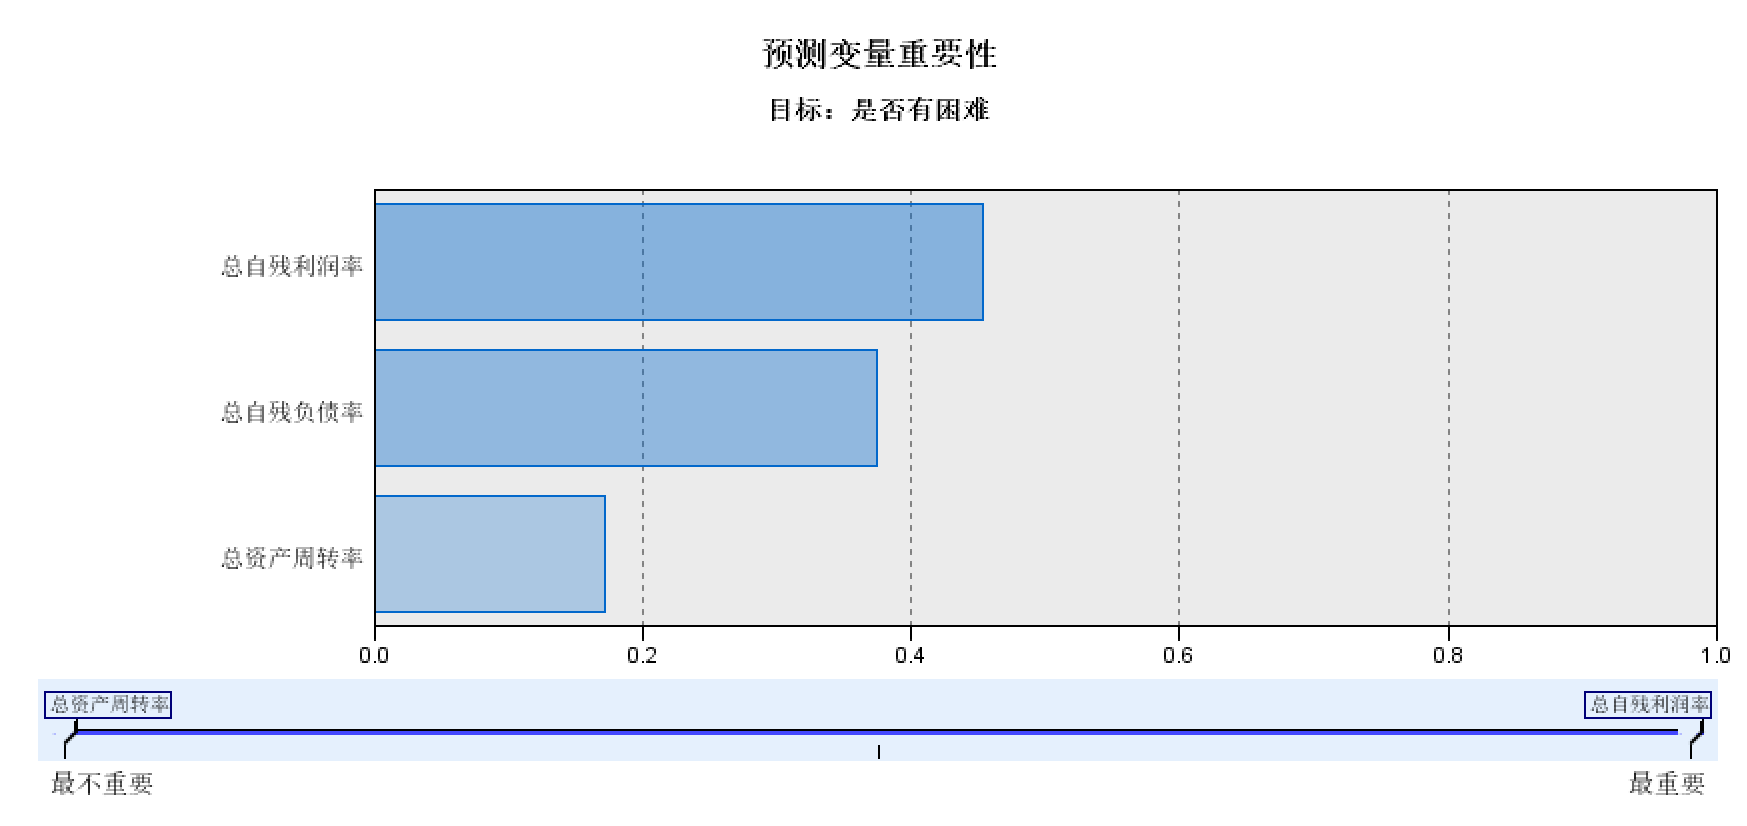 预测变量重要性
目标：是否有困难
总自残利润率
总自残负债率
总资产周转率
0.0 0.2 0.4 0.6 0.8 1.0
总资产周转率 总自残利润率
最不重要 最重要